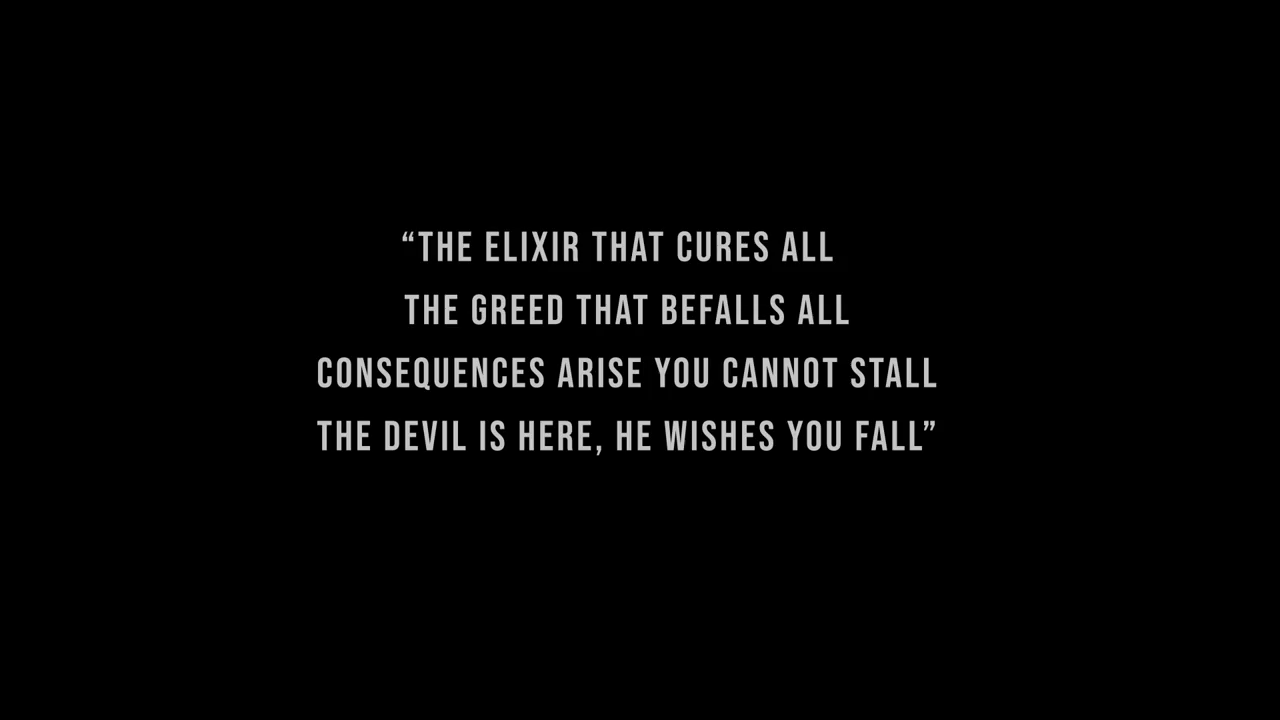 “THE ELIXIR THAT CURES ALL
THE GREED THAT BEFALLS ALL
CONSEQUENCES ARISE YOU CANNOT STALL
THE DEVIL IS HERE, HE WISHES YOU FALL”